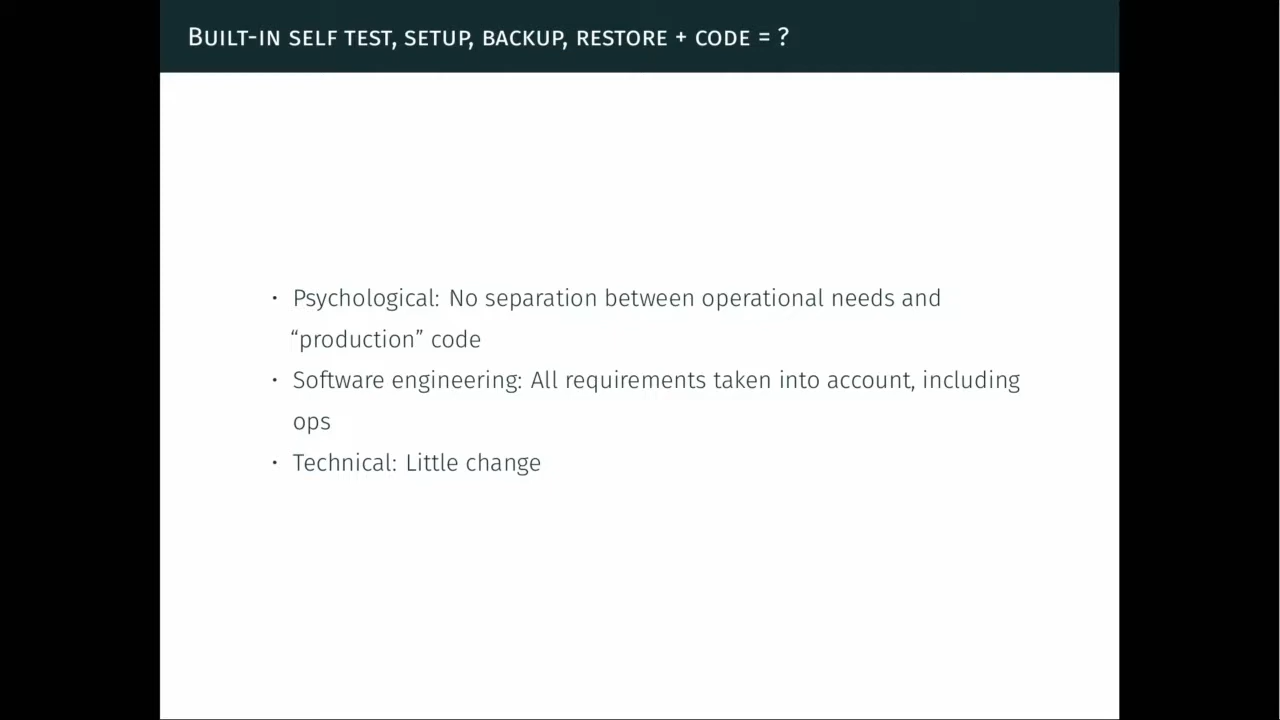 Built-in self test, setup, backup, restore + code = ?
• Psychological: No separation between operational needs and
“production” code
• Software engineering: All requirements taken into account, including
ops
• Technical: Little change